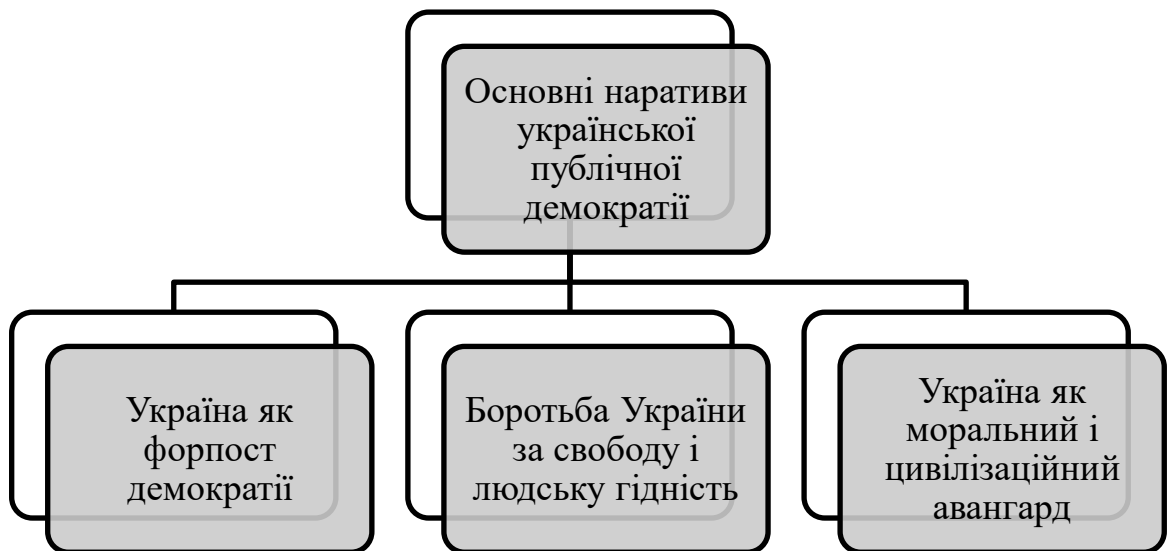 Основні наративи
української
публічної
демократії
Україна як
форпост
демократії
Боротьба України
за свободу і
людську гідність
Україна як
моральний і
цивілізаційний
авангард